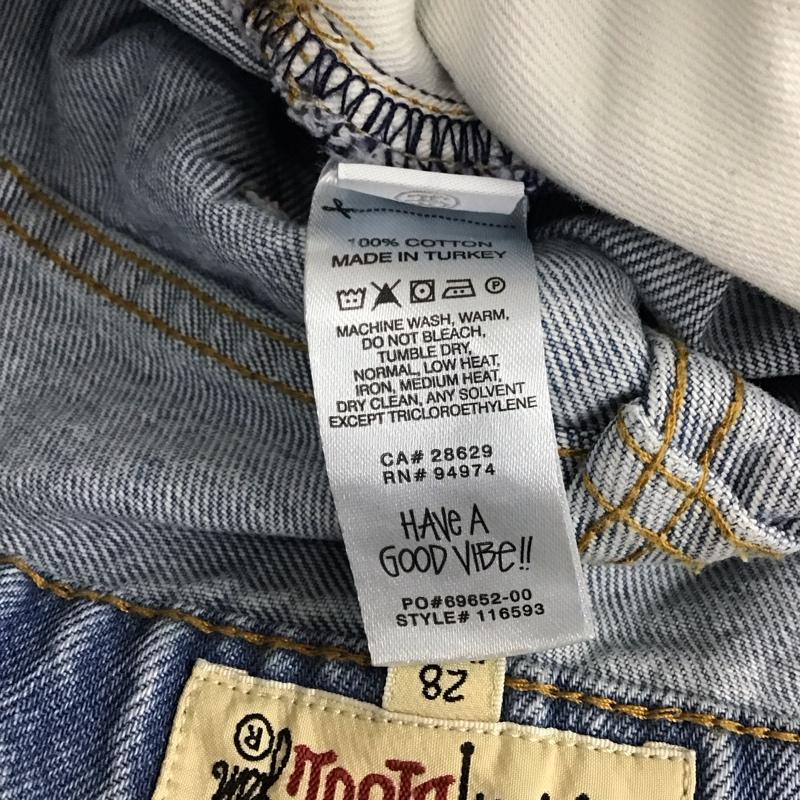 100% COTTON
MADE IN TURKEY
P
MACHINE WASH, WARM,
DO NOT BLEACH,
TUMBLE DRY,
NORMAL, LOW HEAT,
IRON, MEDIUM HEAT,
DRY CLEAN, ANY SOLVENT
EXCEPT TRICLOROETHYLENE
CA# 28629
RN# 94974
HAVE A
GOOD VIBE!!
PO#69652-00
STYLE# 116593
28
®